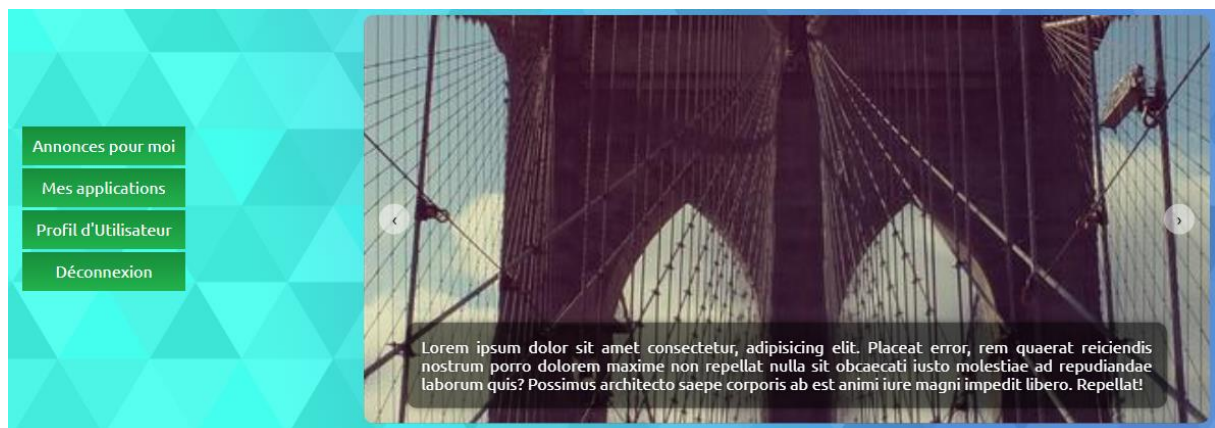 Annonces pour moi
Mes applications
Profil d'Utilisateur
Déconnexion
‹
›
Lorem ipsum dolor sit amet consectetur, adipisicing elit. Placeat error, rem quaerat reiciendis
nostrum porro dolorem maxime non repellat nulla sit obcaecati iusto molestiae ad repudiandae
laborum quis? Possimus architecto saepe corporis ab est animi iure magni impedit libero. Repellat!